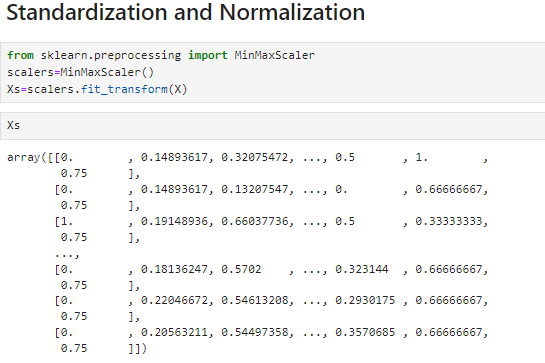 Standardization and Normalization
from sklearn.preprocessing import MinMaxScaler
scalers=MinMaxScaler()
Xs=scalers.fit_transform(X)
Xs
array([[0.        , 0.14893617, 0.32075472, ..., 0.5       , 1.        ,
        0.75      ],
       [0.        , 0.14893617, 0.13207547, ..., 0.        , 0.66666667,
        0.75      ],
       [1.        , 0.19148936, 0.66037736, ..., 0.5       , 0.33333333,
        0.75      ],
       ...,
       [0.        , 0.18136247, 0.5702    , ..., 0.323144  , 0.66666667,
        0.75      ],
       [0.        , 0.22046672, 0.54613208, ..., 0.2930175 , 0.66666667,
        0.75      ],
       [0.        , 0.20563211, 0.54497358, ..., 0.3570685 , 0.66666667,
        0.75      ]])